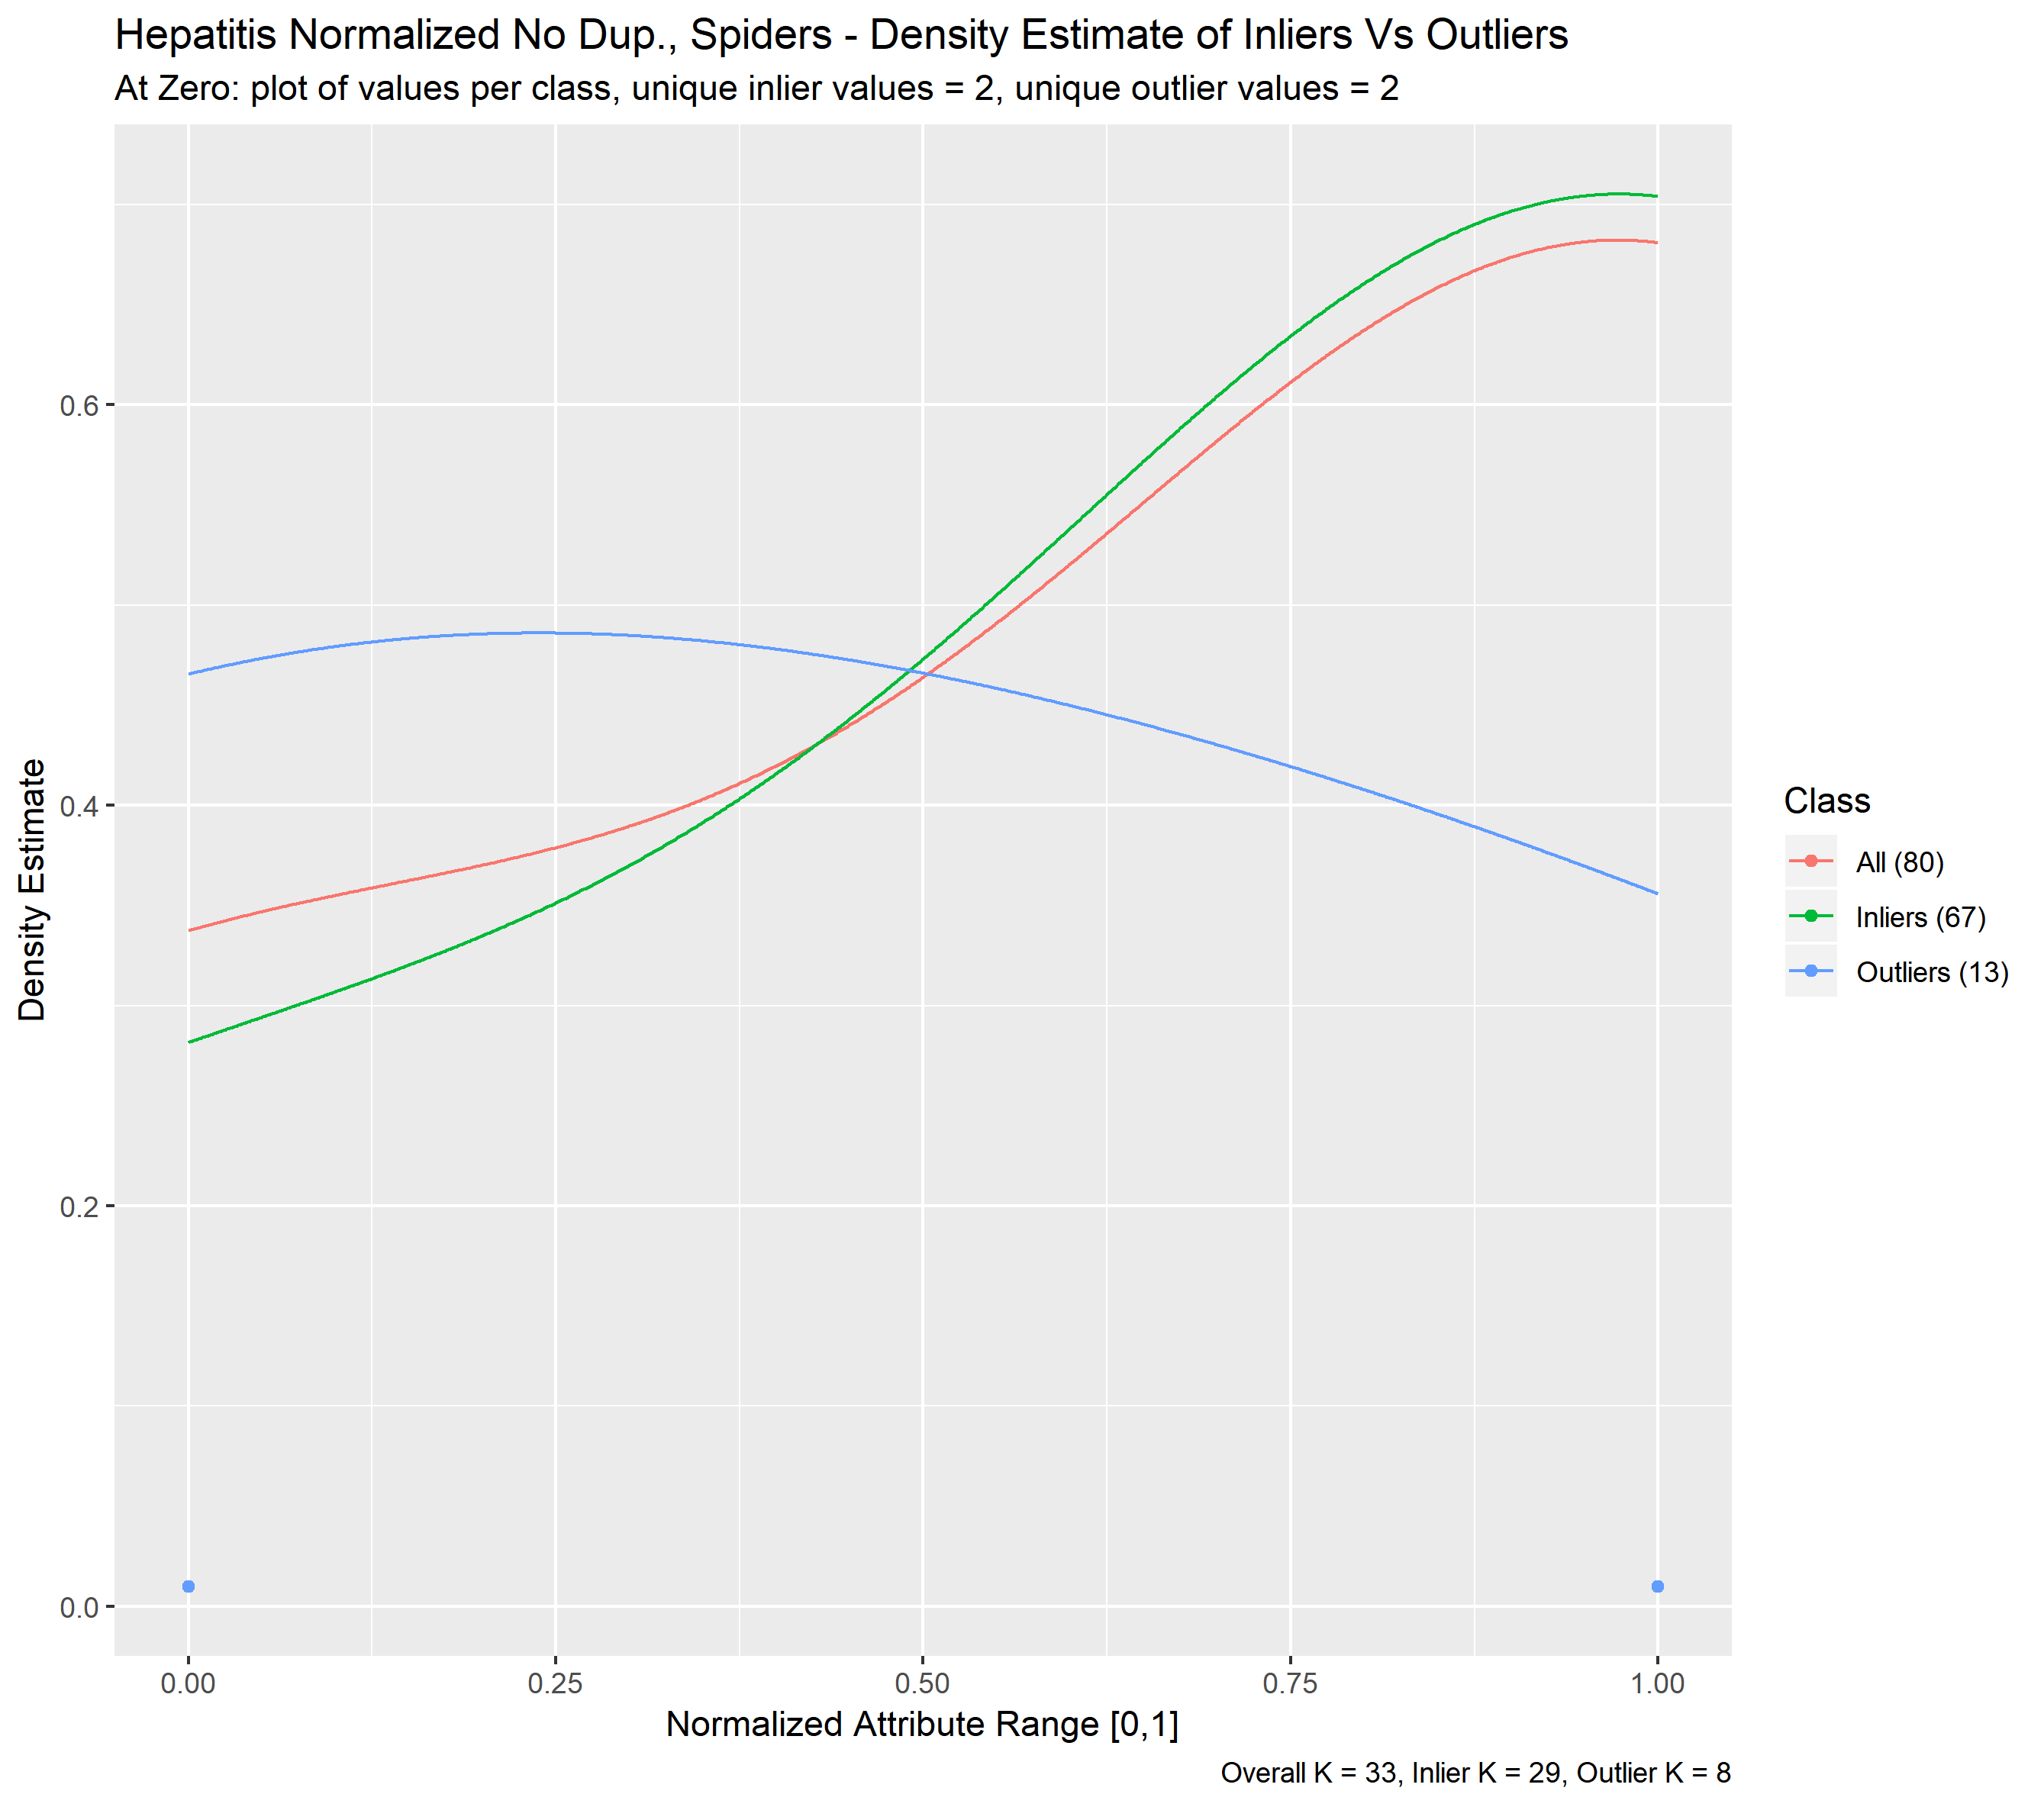 Hepatitis Normalized No Dup., Spiders - Density Estimate of Inliers Vs Outliers
At Zero: plot of values per class, unique inlier values = 2, unique outlier values = 2
Density Estimate
0.6
0.4
0.2
0.0
0.00 0.25 0.50 0.75 1.00
Normalized Attribute Range [0,1]
Class
All (80)
Inliers (67)
Outliers (13)
Overall K = 33, Inlier K = 29, Outlier K = 8